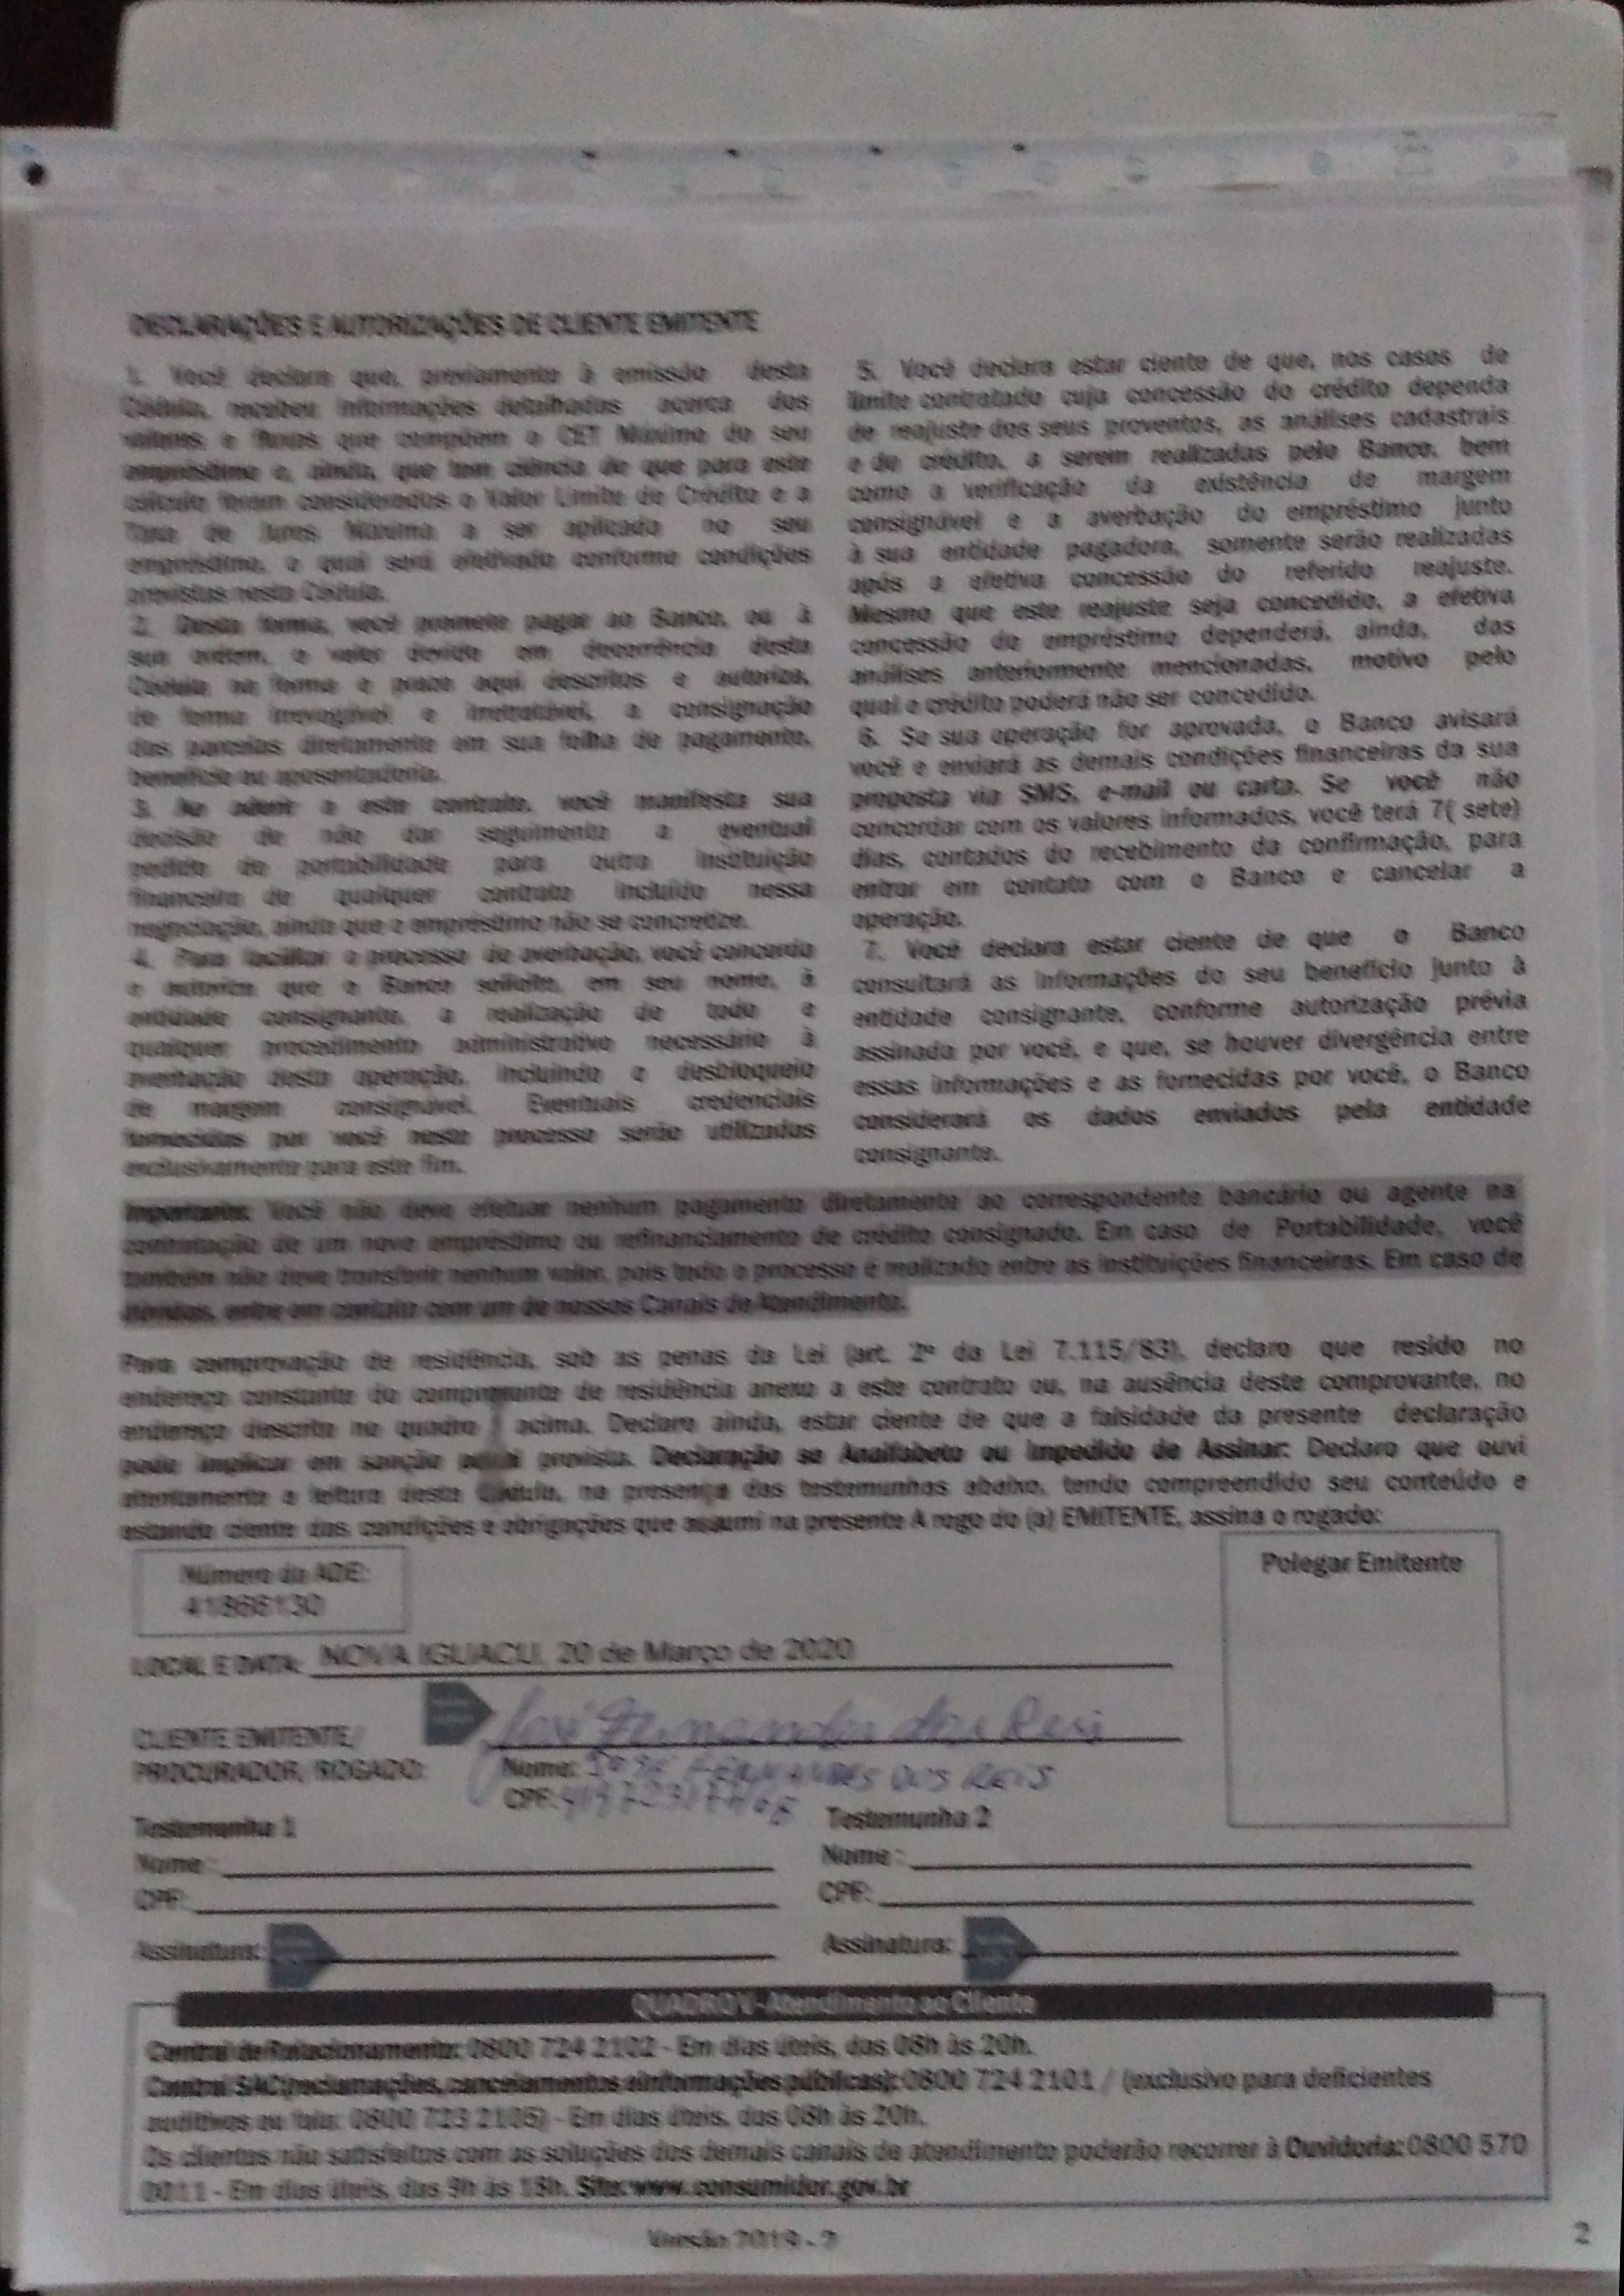 DECLARAÇÕES E AUTORIZAÇÕES DE CLIENTE EMITENTE
1. Você declara que, previamente à emissão desta
Cédula, recebeu informações detalhadas acerca dos
valores e fluxos que compõem o CET Máximo do seu
empréstimo e, ainda, que tem ciência de que para este
cálculo foram considerados o Valor Limite de Crédito e a
Taxa de Juros Máxima a ser aplicada no seu
empréstimo, o qual será efetivado conforme condições
previstas nesta Cédula.
2. Desta forma, você promete pagar ao Banco, ou à
sua ordem, o valor devido em decorrência desta
Cédula na forma e prazo aqui descritos e autoriza,
de forma irrevogável e irretratável, a consignação
das parcelas diretamente em sua folha de pagamento,
benefício ou aposentadoria.
3. Ao aderir a este contrato, você manifesta sua
decisão de não dar seguimento a eventual
pedido de portabilidade para outra instituição
financeira de qualquer contrato incluído nessa
negociação, ainda que o empréstimo não se concretize.
4. Para facilitar o processo de averbação, você concorda
e autoriza que o Banco solicite, em seu nome, à
entidade consignante, a realização de todo e
qualquer procedimento administrativo necessário à
averbação desta operação, incluindo o desbloqueio
de margem consignável. Eventuais credenciais
fornecidas por você neste processo serão utilizadas
exclusivamente para este fim.
5. Você declara estar ciente de que, nos casos de
limite contratado cuja concessão do crédito dependa
de reajuste dos seus proventos, as análises cadastrais
e de crédito, a serem realizadas pelo Banco, bem
como a verificação da existência de margem
consignável e a averbação do empréstimo junto
à sua entidade pagadora, somente serão realizadas
após a efetiva concessão do referido reajuste.
Mesmo que este reajuste seja concedido, a efetiva
concessão do empréstimo dependerá, ainda, das
análises anteriormente mencionadas, motivo pelo
qual o crédito poderá não ser concedido.
6. Se sua operação for aprovada, o Banco avisará
você e enviará as demais condições financeiras da sua
proposta via SMS, e-mail ou carta. Se você não
concordar com os valores informados, você terá 7( sete)
dias, contados do recebimento da confirmação, para
entrar em contato com o Banco e cancelar a
operação.
7. Você declara estar ciente de que o Banco
consultará as informações do seu benefício junto à
entidade consignante, conforme autorização prévia
assinada por você, e que, se houver divergência entre
essas informações e as fornecidas por você, o Banco
considerará os dados enviados pela entidade
consignante.
Importante: Você não deve efetuar nenhum pagamento diretamente ao correspondente bancário ou agente na
contratação de um novo empréstimo ou refinanciamento de crédito consignado. Em caso de Portabilidade, você
também não deve transferir nenhum valor, pois todo o processo é realizado entre as instituições financeiras. Em caso de
dúvidas, entre em contato com um de nossos Canais de Atendimento.
Para comprovação de residência, sob as penas da Lei (art. 2º da Lei 7.115/83), declaro que resido no
endereço constante do comprovante de residência anexo a este contrato ou, na ausência deste comprovante, no
endereço descrito no quadro I acima. Declaro ainda, estar ciente de que a falsidade da presente declaração
pode implicar em sanção penal prevista. Declaração se Analfabeto ou Impedido de Assinar: Declaro que ouvi
atentamente a leitura desta Cédula, na presença das testemunhas abaixo, tendo compreendido seu conteúdo e
estando ciente das condições e obrigações que assumi na presente A rogo do (a) EMITENTE, assina o rogado:
Número da ADE:
41866130
Polegar Emitente
LOCAL E DATA: NOVA IGUACU, 20 de Março de 2020
CLIENTE EMITENTE/
PROCURADOR/ROGADO:
José Fernandes dos Reis
Nome: JOSE FERNANDES DOS REIS
CPF:
Testemunha 1
Nome :
CPF:
Assinatura:
Testemunha 2
Nome :
CPF:
Assinatura:
QUADRO V - Atendimento ao Cliente
Central de Relacionamento: 0800 724 2102 - Em dias úteis, das 08h às 20h.
Central SAC (reclamações, cancelamentos e informações públicas): 0800 724 2101 / (exclusivo para deficientes
auditivos ou fala: 0800 723 2105) - Em dias úteis, das 08h às 20h.
Os clientes não satisfeitos com as soluções dos demais canais de atendimento poderão recorrer à Ouvidoria: 0800 570
0011 - Em dias úteis, das 9h às 18h. Site: www.consumidor.gov.br
Versão 2019 - 2
2